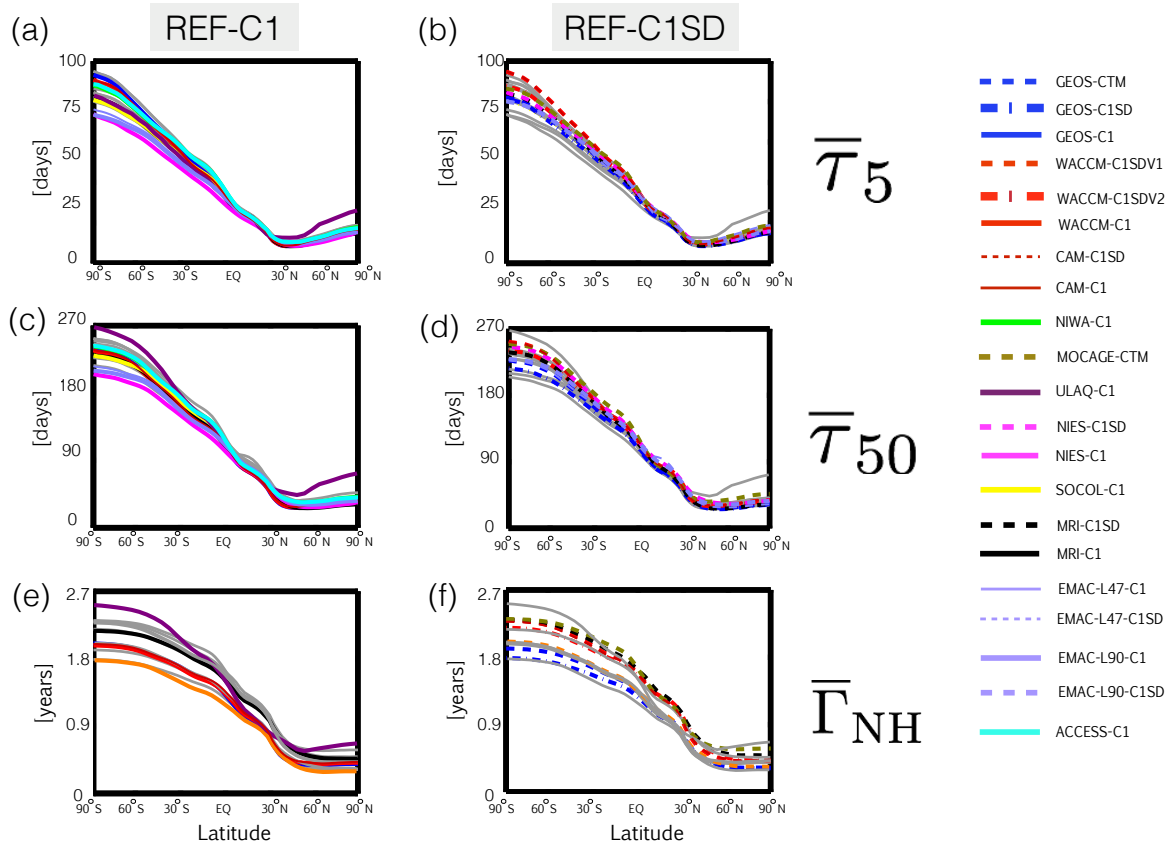 REF-C1
REF-C1SD
(a)
(b)
100
75
50
25
0
[days]
90°S 60°S 30°S EQ 30°N 60°N 90°N
100
75
50
25
0
[days]
90°S 60°S 30°S EQ 30°N 60°N 90°N
τ̅₅
(c)
(d)
270
180
90
0
[days]
90°S 60°S 30°S EQ 30°N 60°N 90°N
270
180
90
0
[days]
90°S 60°S 30°S EQ 30°N 60°N 90°N
τ̅₅₀
(e)
(f)
2.7
1.8
0.9
0
[years]
90°S 60°S 30°S EQ 30°N 60°N 90°N
Latitude
2.7
1.8
0.9
0
[years]
90°S 60°S 30°S EQ 30°N 60°N 90°N
Latitude
Γ̅NH
GEOS-CTM
GEOS-C1SD
GEOS-C1
WACCM-C1SDV1
WACCM-C1SDV2
WACCM-C1
CAM-C1SD
CAM-C1
NIWA-C1
MOCAGE-CTM
ULAQ-C1
NIES-C1SD
NIES-C1
SOCOL-C1
MRI-C1SD
MRI-C1
EMAC-L47-C1
EMAC-L47-C1SD
EMAC-L90-C1
EMAC-L90-C1SD
ACCESS-C1